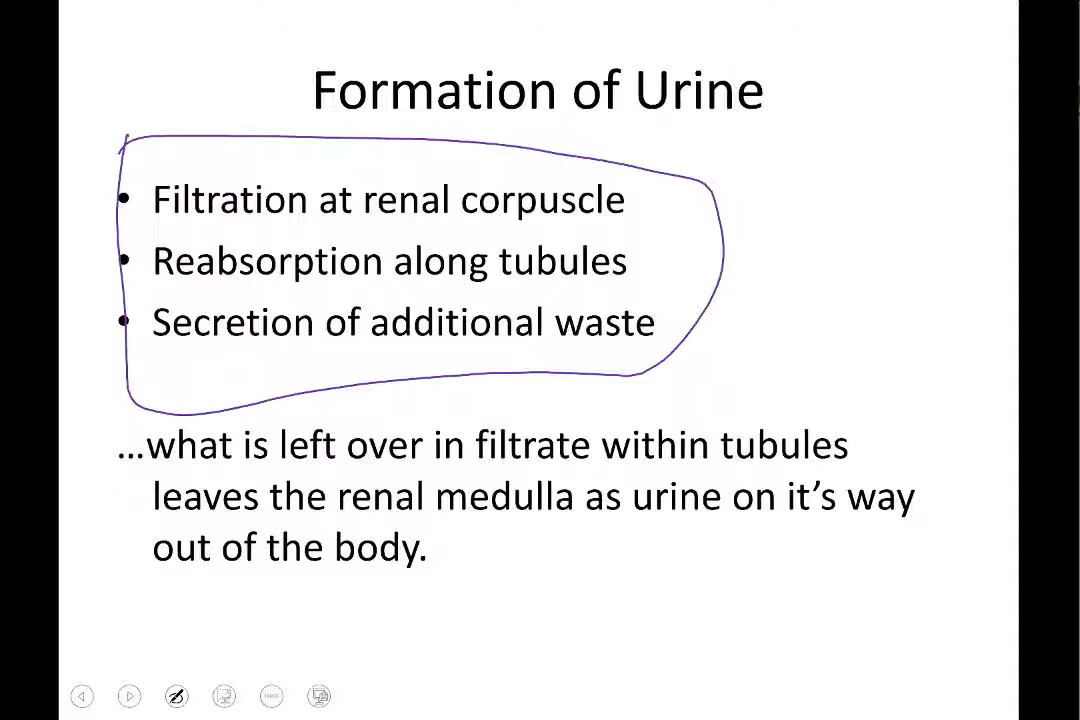 Formation of Urine
• Filtration at renal corpuscle
• Reabsorption along tubules
• Secretion of additional waste
…what is left over in filtrate within tubules
leaves the renal medulla as urine on it’s way
out of the body.